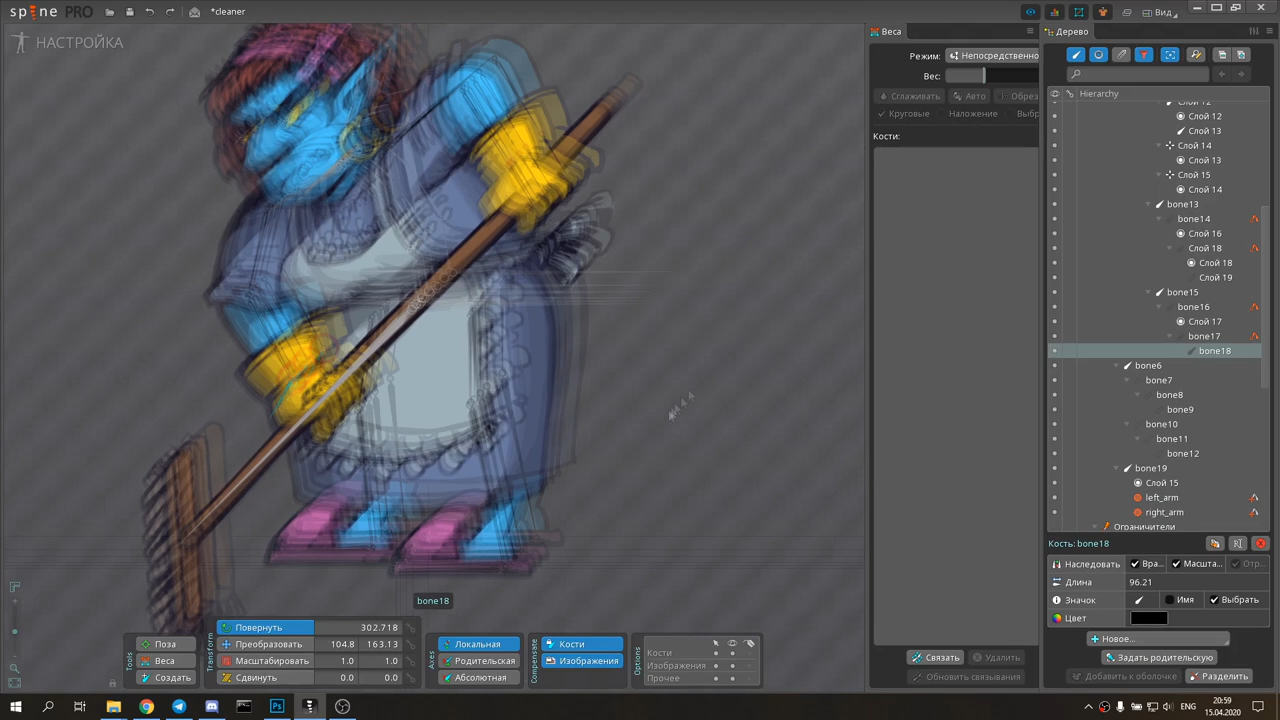 spine PRO
*cleaner
Вид
НАСТРОЙКА
Веса
Режим: Непосредственно
Вес:
Сглаживать Авто Обрез
Круговые Наложение Выбр
Кости:
Связать Удалить
Обновить связывания
Дерево
Hierarchy
Слой 12
Слой 12
Слой 13
Слой 14
Слой 13
Слой 15
Слой 14
bone13
bone14
Слой 16
Слой 18
Слой 18
Слой 19
bone15
bone16
Слой 17
bone17
bone18
bone6
bone7
bone8
bone9
bone10
bone11
bone12
bone19
Слой 15
left_arm
right_arm
Ограничители
Кость: bone18
Наследовать Вра... Масшта... Отр...
Длина 96.21
Значок Имя Выбрать
Цвет
Новое...
Задать родительскую
Добавить к оболочке Разделить
bone18
Tools
Поза
Веса
Создать
Transform
Повернуть 302.718
Преобразовать 104.8 163.13
Масштабировать 1.0 1.0
Сдвинуть 0.0 0.0
Axes
Локальная
Родительская
Абсолютная
Compensate
Кости
Изображения
Options
Кости
Изображения
Прочее
Ps
ENG
20:59
15.04.2020